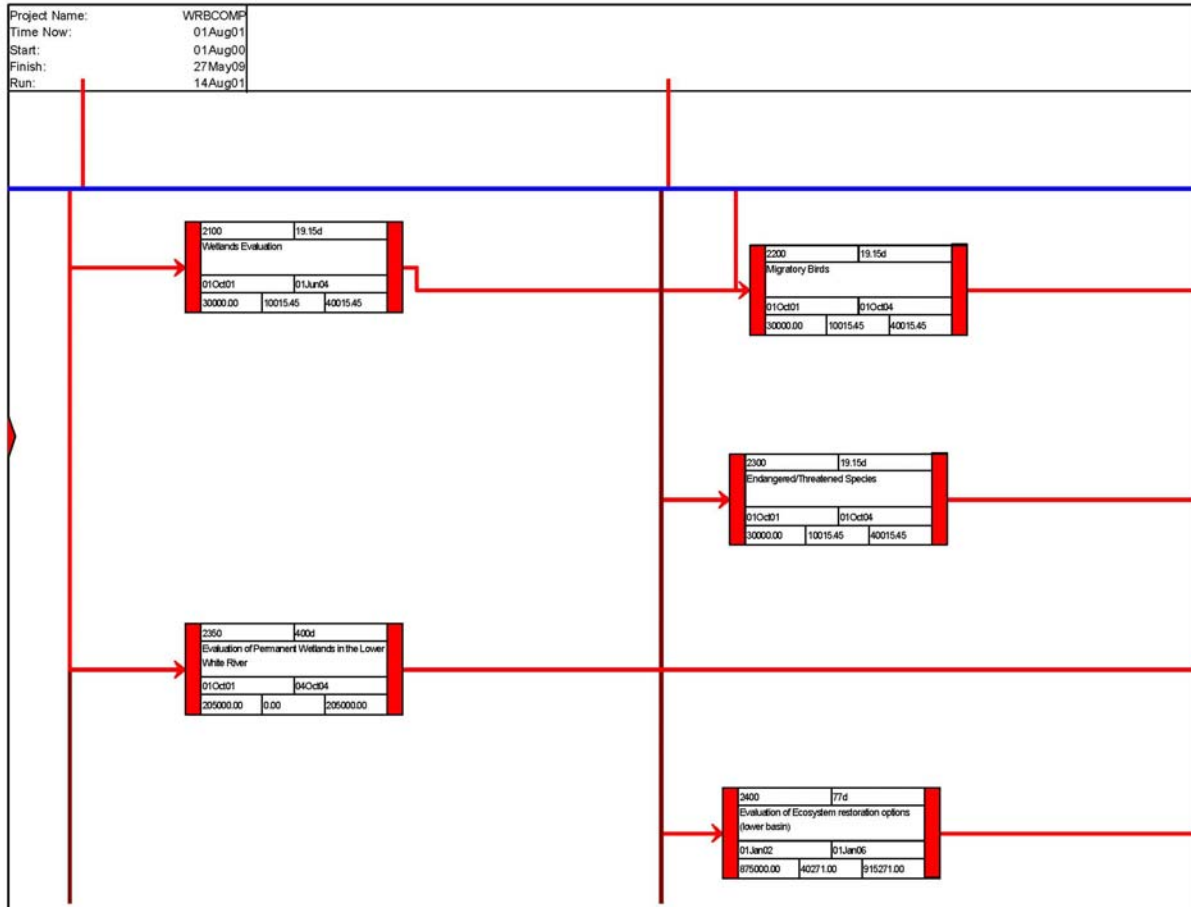 Project Name: WRBCOMP
Time Now: 01Aug01
Start: 01Aug00
Finish: 27May09
Run: 14Aug01
2100 19.15d
Wetlands Evaluation
01Oct01 01Jun04
30000.00 10015.45 40015.45
2200 19.15d
Migratory Birds
01Oct01 01Oct04
30000.00 10015.45 40015.45
2300 19.15d
Endangered/Threatened Species
01Oct01 01Oct04
30000.00 10015.45 40015.45
2350 400d
Evaluation of Permanent Wetlands in the Lower
White River
01Oct01 04Oct04
205000.00 0.00 205000.00
2400 77d
Evaluation of Ecosystem restoration options
(lower basin)
01Jan02 01Jan06
875000.00 40271.00 915271.00